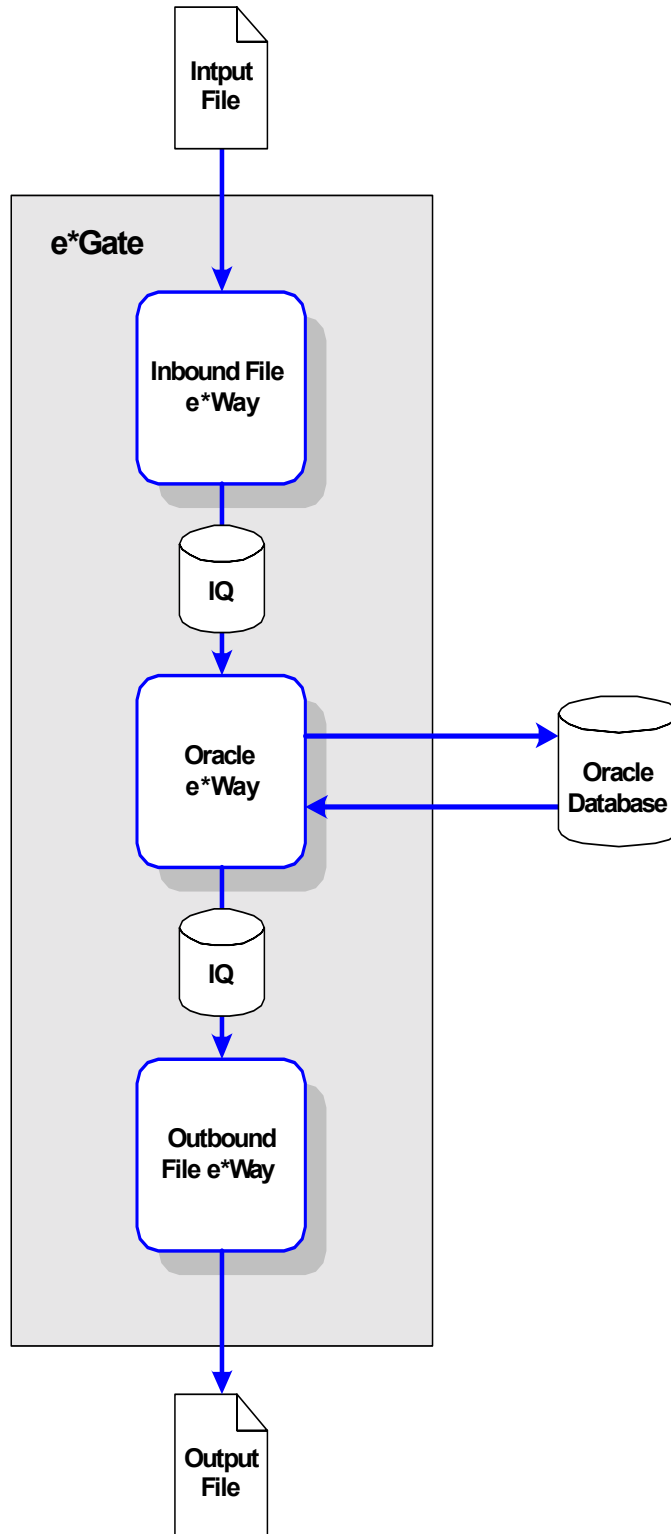 Intput
File
e*Gate
Inbound File
e*Way
IQ
Oracle
e*Way
Oracle
Database
IQ
Outbound
File e*Way
Output
File